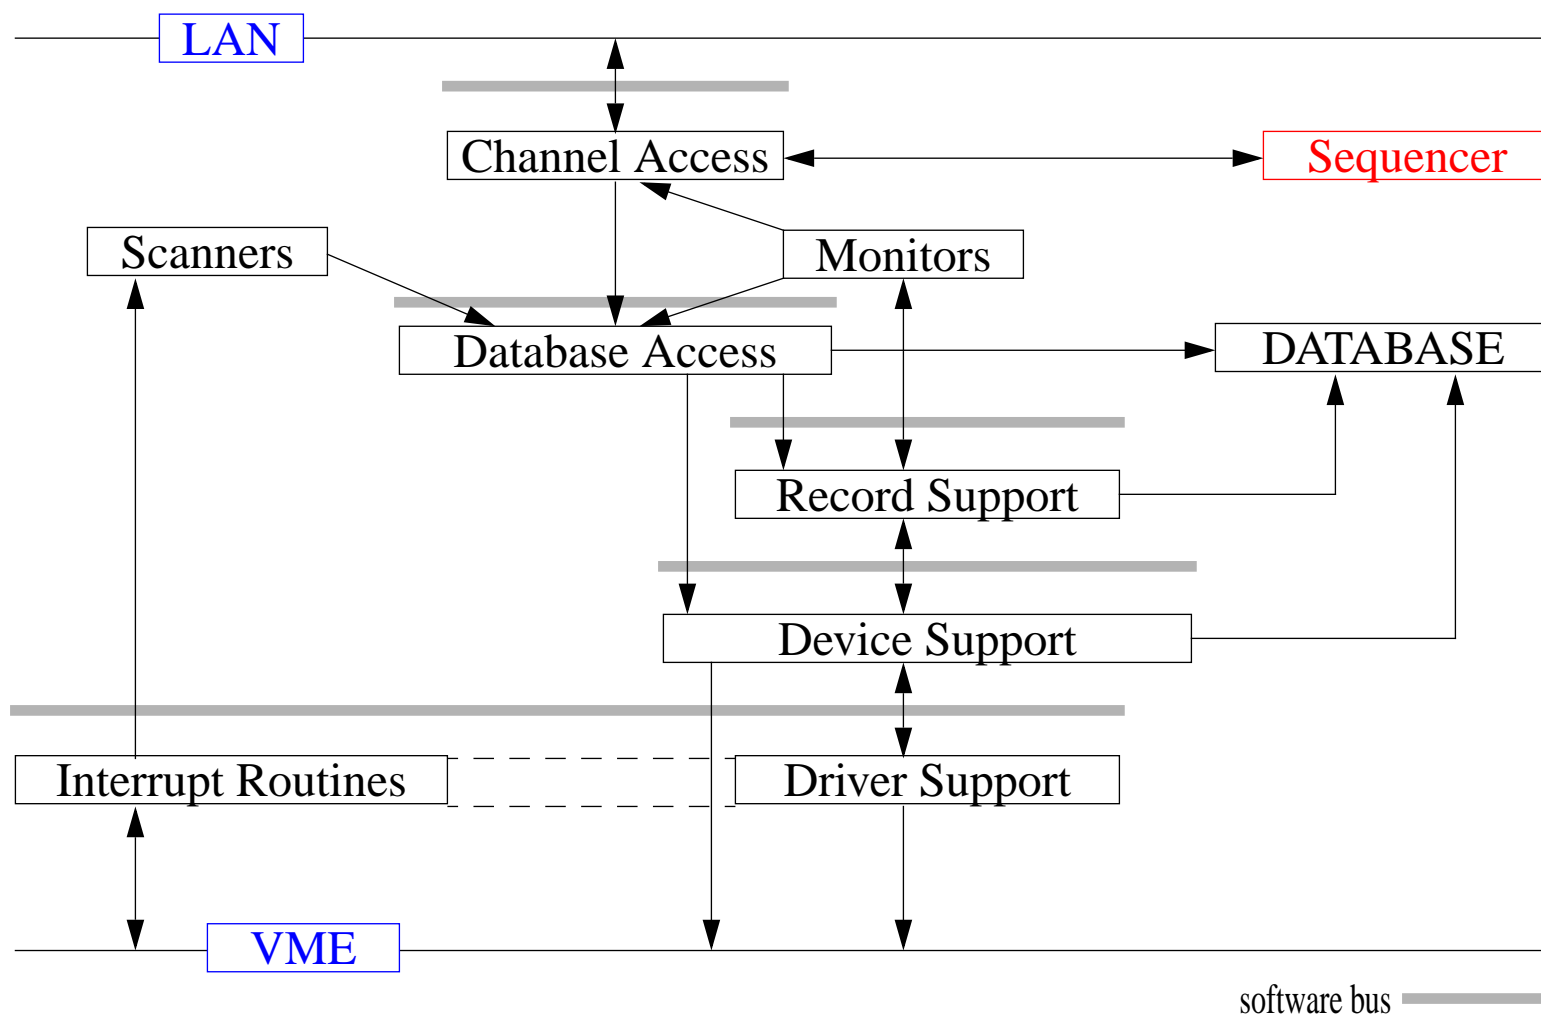 LAN
Channel Access
Sequencer
Scanners
Monitors
Database Access
DATABASE
Record Support
Device Support
Interrupt Routines
Driver Support
VME
software bus